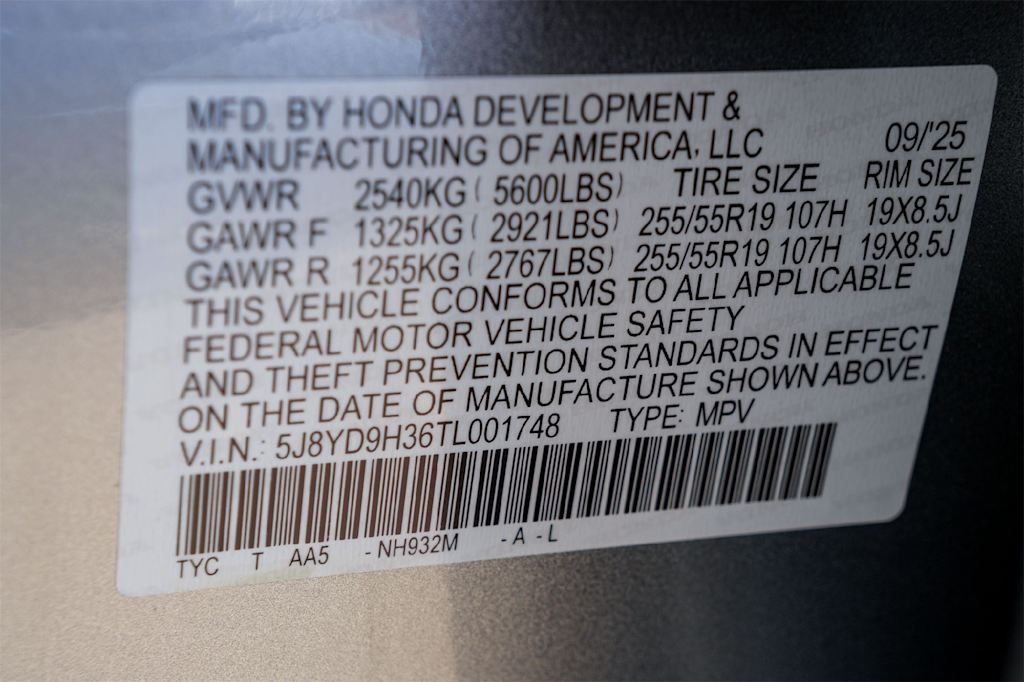 MFD. BY HONDA DEVELOPMENT &
MANUFACTURING OF AMERICA, LLC 09/'25
GVWR 2540KG ( 5600LBS) TIRE SIZE RIM SIZE
GAWR F 1325KG ( 2921LBS) 255/55R19 107H 19X8.5J
GAWR R 1255KG ( 2767LBS) 255/55R19 107H 19X8.5J
THIS VEHICLE CONFORMS TO ALL APPLICABLE
FEDERAL MOTOR VEHICLE SAFETY
AND THEFT PREVENTION STANDARDS IN EFFECT
ON THE DATE OF MANUFACTURE SHOWN ABOVE.
V.I.N.: 5J8YD9H36TL001748 TYPE: MPV
TYC T AA5 - NH932M - A - L